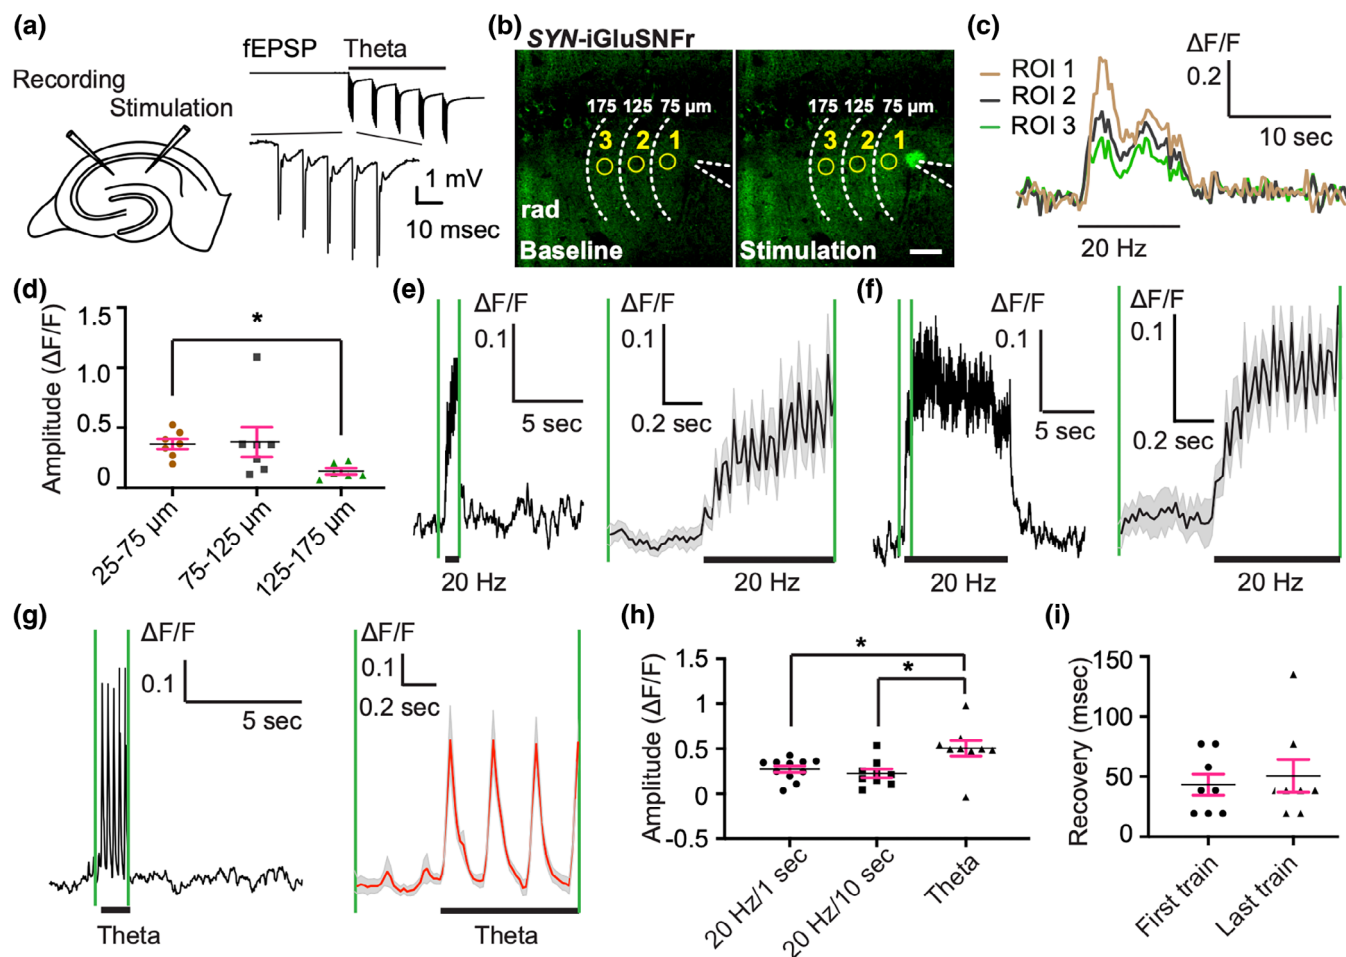 (a)
fEPSP
Theta
Recording
Stimulation
1 mV
10 msec
(b)
SYN-iGluSNFr
175 125 75 μm
3 2 1
rad
Baseline
175 125 75 μm
3 2 1
Stimulation
(c)
ROI 1
ROI 2
ROI 3
ΔF/F
0.2
10 sec
20 Hz
(d)
Amplitude (ΔF/F)
1.5
1.0
0.5
0
*
25-75 μm
75-125 μm
125-175 μm
(e)
ΔF/F
0.1
5 sec
20 Hz
ΔF/F
0.1
0.2 sec
20 Hz
(f)
ΔF/F
0.1
5 sec
20 Hz
ΔF/F
0.1
0.2 sec
20 Hz
(g)
ΔF/F
0.1
5 sec
Theta
ΔF/F
0.1
0.2 sec
Theta
(h)
Amplitude (ΔF/F)
1.5
1
0.5
0
-0.5
*
*
20 Hz/1 sec
20 Hz/10 sec
Theta
(i)
Recovery (msec)
150
100
50
0
First train
Last train